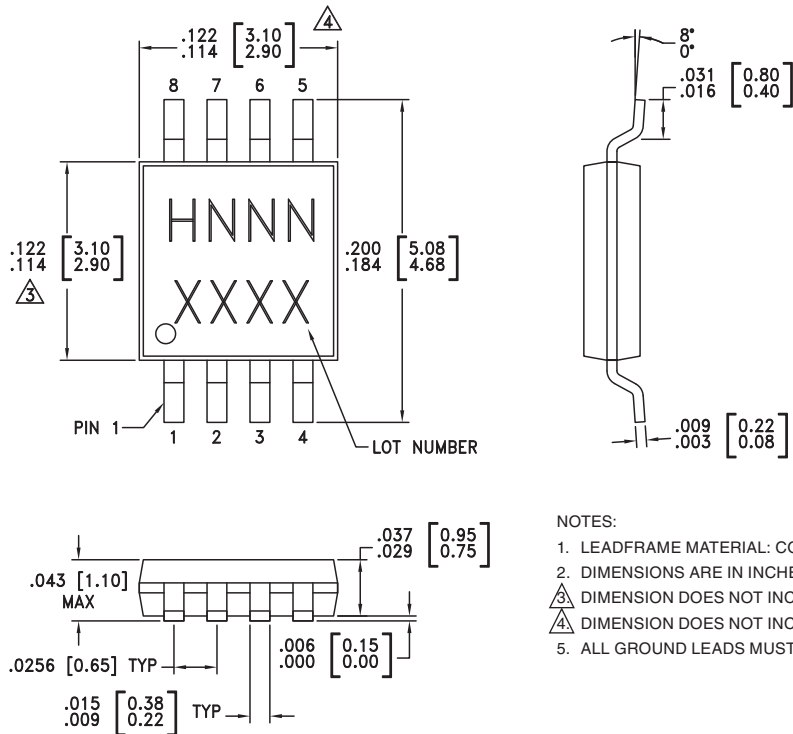 .122 [3.10]
.114 [2.90]
4
8 7 6 5
HNNN
XXXX
.122 [3.10]
.114 [2.90]
3
.200 [5.08]
.184 [4.68]
PIN 1
1 2 3 4
LOT NUMBER
8°
0°
.031 [0.80]
.016 [0.40]
.009 [0.22]
.003 [0.08]
.043 [1.10]
MAX
.037 [0.95]
.029 [0.75]
.0256 [0.65] TYP
.006 [0.15]
.000 [0.00]
.015 [0.38]
.009 [0.22] TYP
NOTES:
1. LEADFRAME MATERIAL:
2. DIMENSIONS ARE IN
3. DIMENSION DOES NOT
4. DIMENSION DOES NOT
5. ALL GROUND LEADS MUST